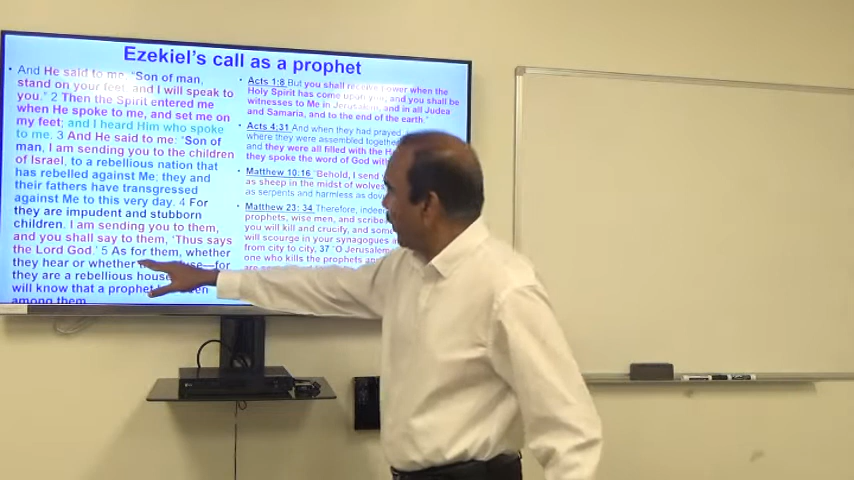 Ezekiel's call as a prophet
• And He said to me, "Son of man,
stand on your feet, and I will speak to
you." 2 Then the Spirit entered me
when He spoke to me, and set me on
my feet; and I heard Him who spoke
to me. 3 And He said to me: "Son of
man, I am sending you to the children
of Israel, to a rebellious nation that
has rebelled against Me; they and
their fathers have transgressed
against Me to this very day. 4 For
they are impudent and stubborn
children. I am sending you to them,
and you shall say to them, 'Thus says
the Lord God.' 5 As for them, whether
they hear or whether for
they are a rebellious house
will know that a prophet been
among them.
• Acts 1:8 But you shall receive power when the
Holy Spirit has come upon you, and you shall be
witnesses to Me in Jerusalem, and in all Judea
and Samaria, and to the end of the earth."
• Acts 4:31 And when they had prayed,
where they were assembled together
and they were all filled with the
they spoke the word of God
• Matthew 10:16 "Behold, I send
as sheep in the midst of wolves
as serpents and harmless as
• Matthew 23: 34 Therefore,
prophets, wise men, and
you will kill and crucify, and some
will scourge in your synagogues
from city to city, 37 "O
one who kills the prophets
are